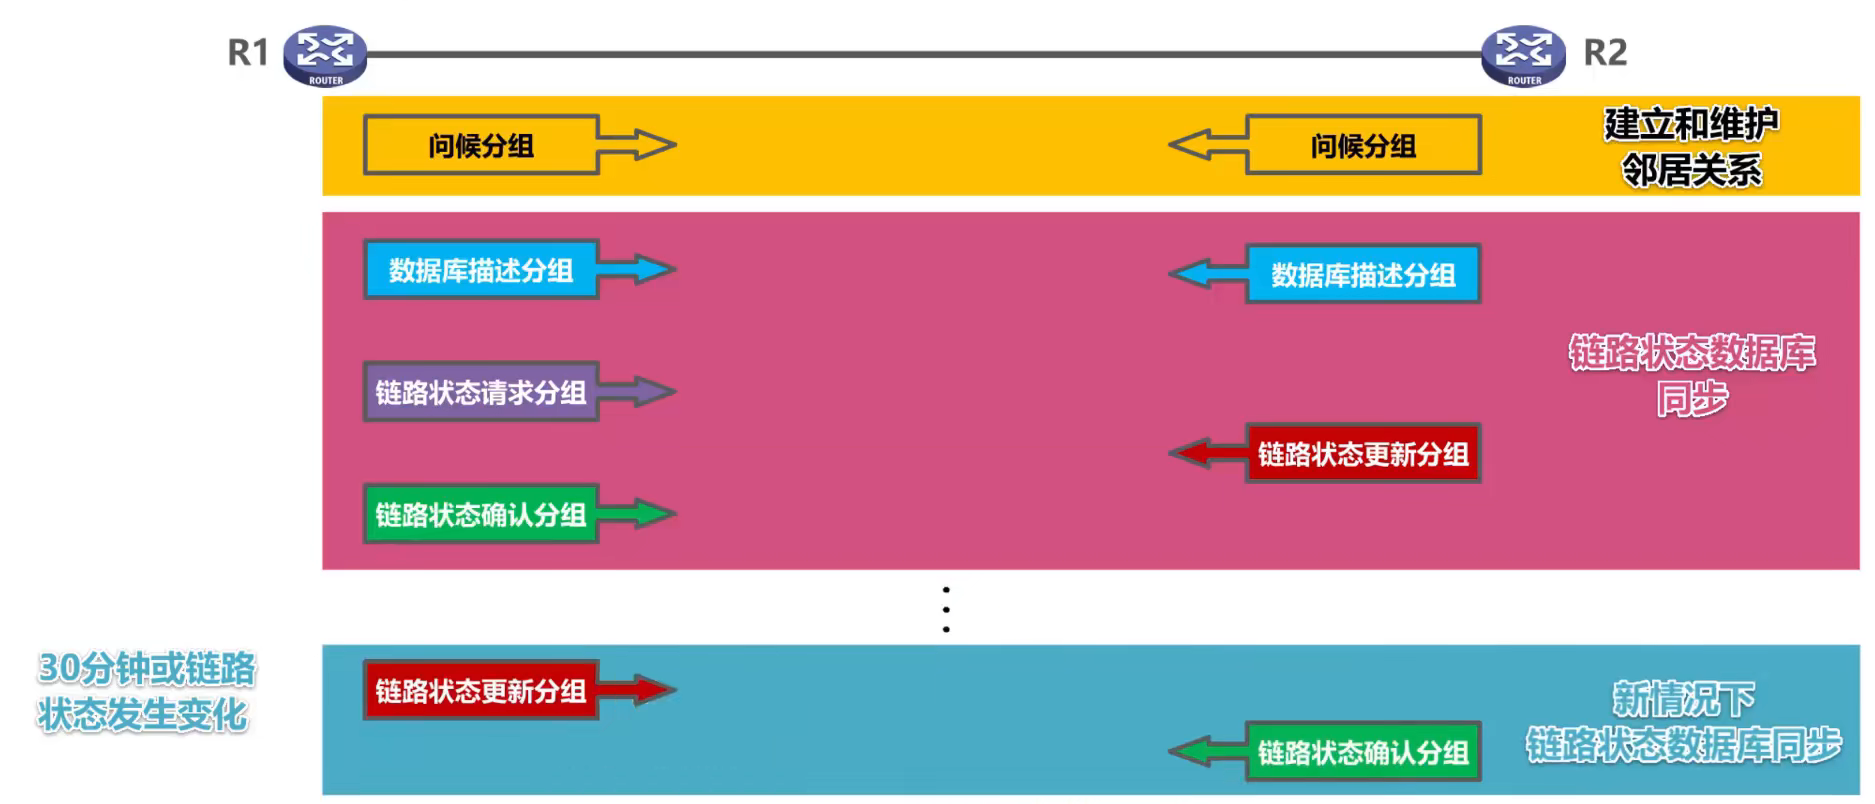 R1
ROUTER
ROUTER
R2
问候分组
问候分组
建立和维护
邻居关系
数据库描述分组
数据库描述分组
链路状态数据库
同步
链路状态请求分组
链路状态更新分组
链路状态确认分组
30分钟或链路
状态发生变化
链路状态更新分组
新情况下
链路状态数据库同步
链路状态确认分组